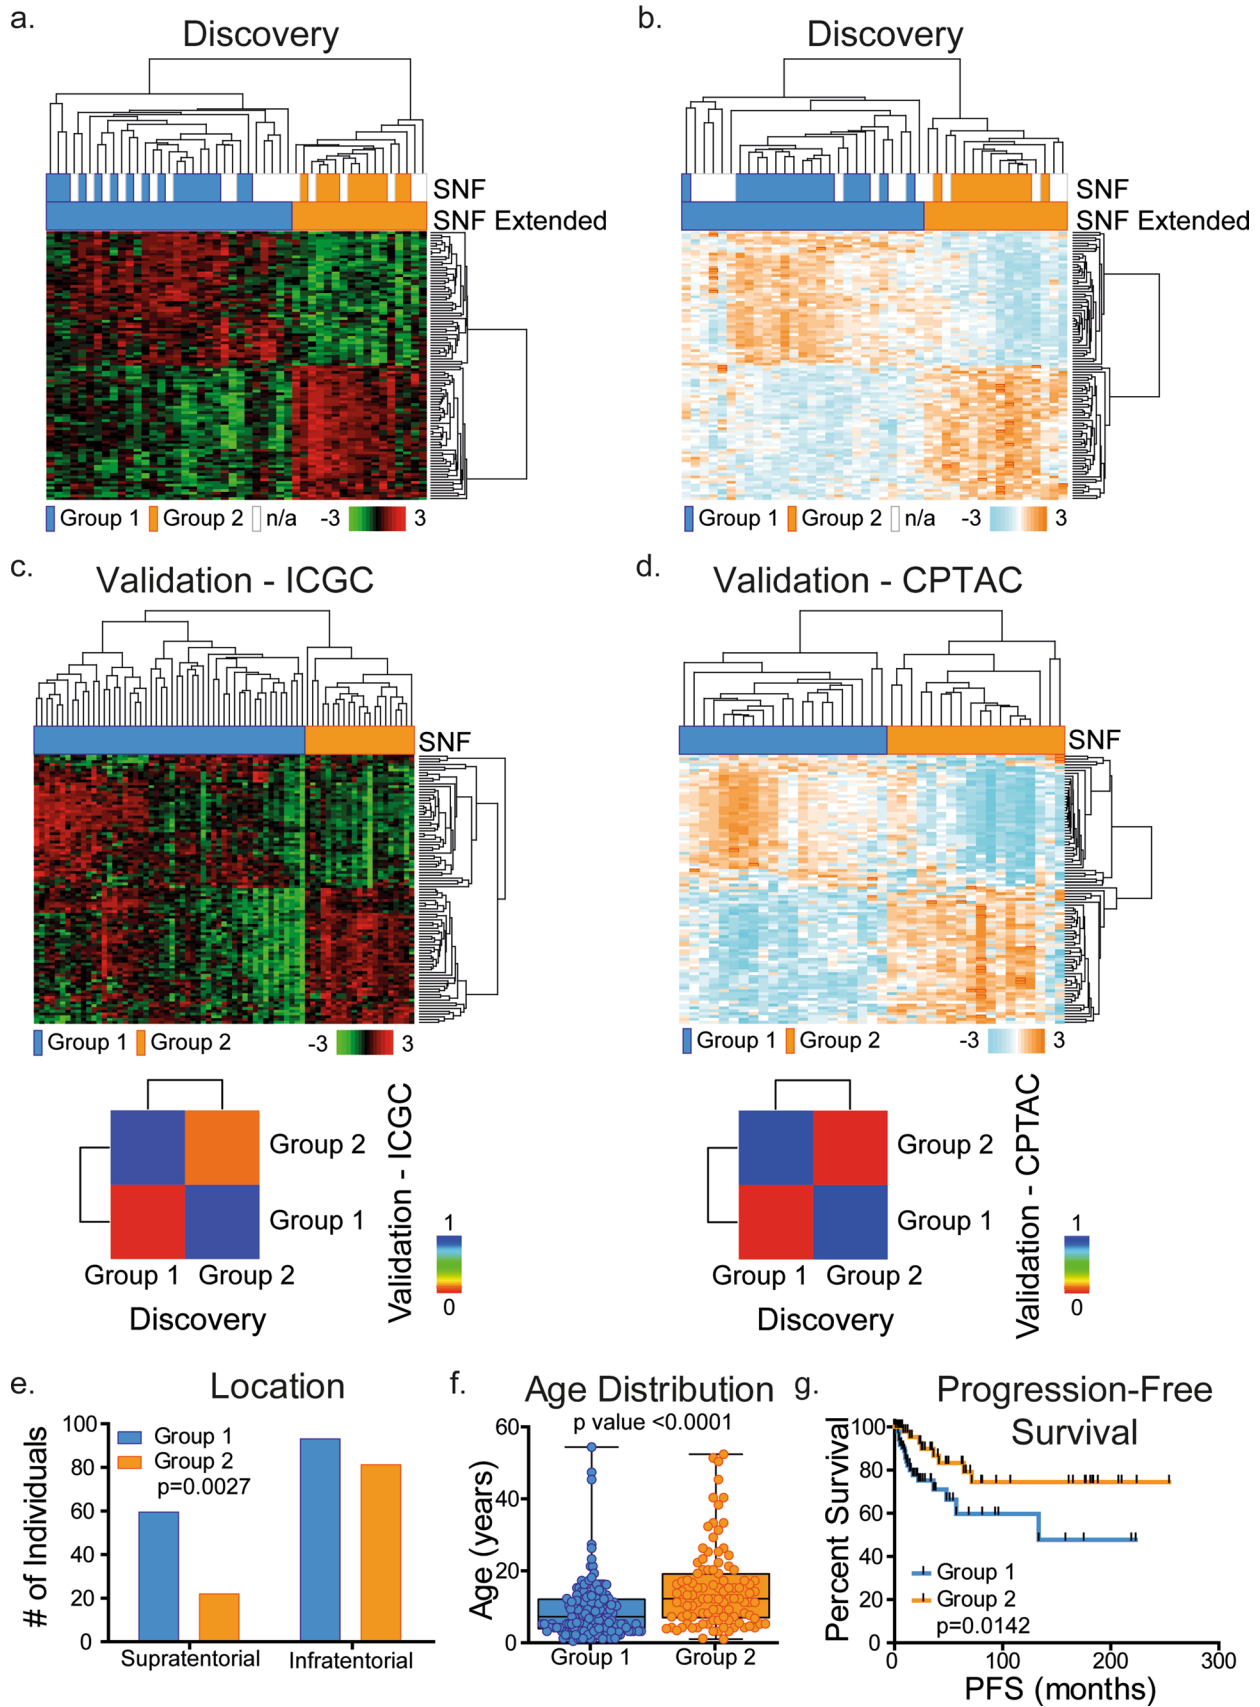 a.
Discovery
SNF
SNF Extended
Group 1 Group 2 n/a -3 3
b.
Discovery
SNF
SNF Extended
Group 1 Group 2 n/a -3 3
c.
Validation - ICGC
SNF
Group 1 Group 2 -3 3
Group 2
Group 1
Group 1 Group 2
Discovery
Validation - ICGC
1
0
d.
Validation - CPTAC
SNF
Group 1 Group 2 -3 3
Group 2
Group 1
Group 1 Group 2
Discovery
Validation - CPTAC
1
0
e.
Location
# of Individuals
100
80
60
40
20
0
Group 1
Group 2
p=0.0027
Supratentorial Infratentorial
f.
Age Distribution
p value <0.0001
Age (years)
60
40
20
0
Group 1 Group 2
g.
Progression-Free
Survival
Percent Survival
100
80
60
40
20
0
Group 1
Group 2
p=0.0142
0 100 200 300
PFS (months)